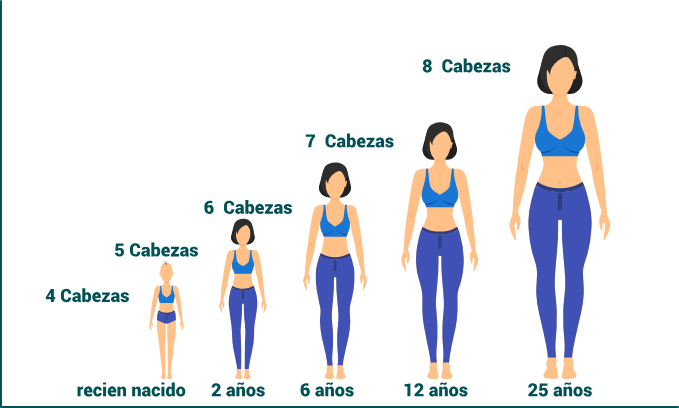 8 Cabezas
7 Cabezas
6 Cabezas
5 Cabezas
4 Cabezas
recien nacido
2 años
6 años
12 años
25 años